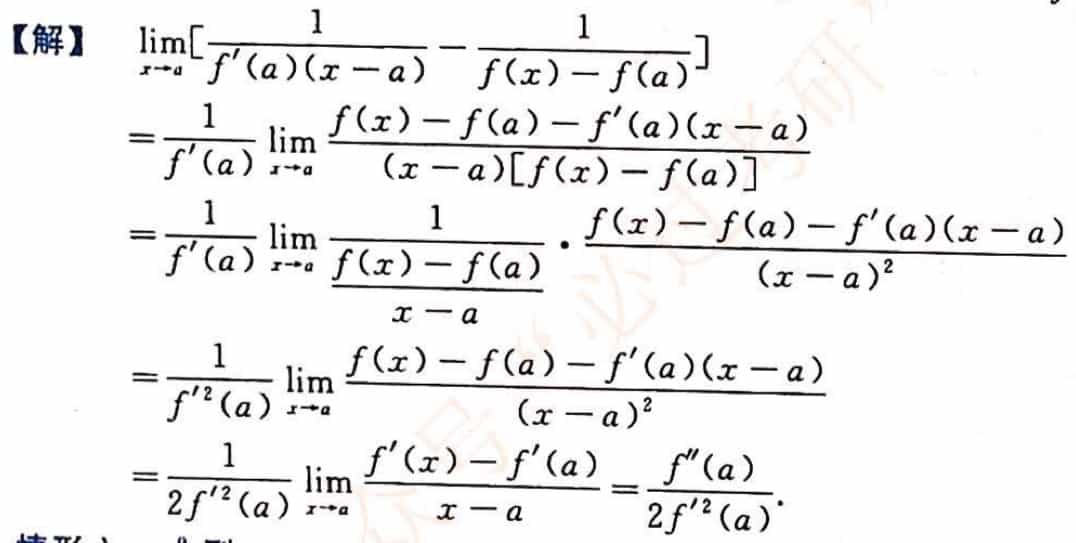 【解】 lim_{x→a}[1/(f′(a)(x−a)) − 1/(f(x)−f(a))]
=1/f′(a) lim_{x→a} (f(x)−f(a)−f′(a)(x−a))/((x−a)[f(x)−f(a)])
=1/f′(a) lim_{x→a} 1/((f(x)−f(a))/(x−a)) · (f(x)−f(a)−f′(a)(x−a))/(x−a)²
=1/f′²(a) lim_{x→a} (f(x)−f(a)−f′(a)(x−a))/(x−a)²
=1/(2f′²(a)) lim_{x→a} (f′(x)−f′(a))/(x−a)=f″(a)/(2f′²(a)).